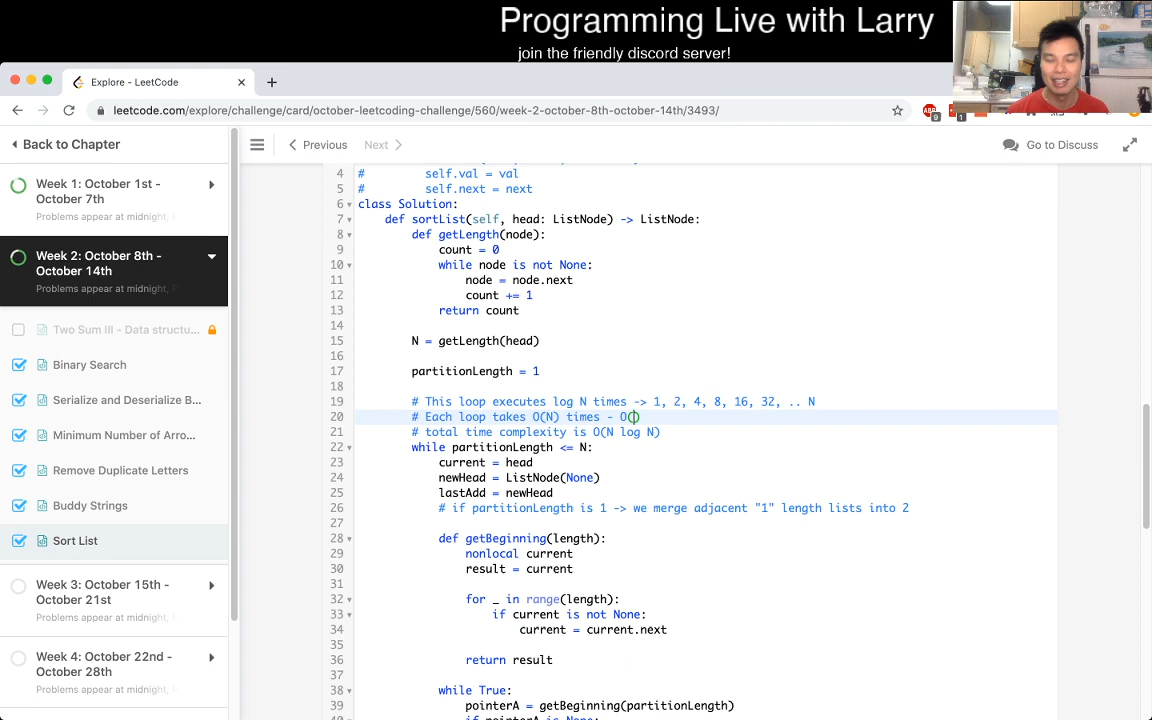 Programming Live with Larry
join the friendly discord server!
Explore - LeetCode
leetcode.com/explore/challenge/card/october-leetcoding-challenge/560/week-2-october-8th-october-14th/3493/
ABP
9
1
Back to Chapter
Previous
Next
Go to Discuss
Week 1: October 1st -
October 7th
Problems appear at midnight,
Week 2: October 8th -
October 14th
Problems appear at midnight,
Two Sum III - Data structu...
Binary Search
Serialize and Deserialize B...
Minimum Number of Arro...
Remove Duplicate Letters
Buddy Strings
Sort List
Week 3: October 15th -
October 21st
Problems appear at midnight,
Week 4: October 22nd -
October 28th
Problems appear at midnight,
4 # self.val = val
5 # self.next = next
6 class Solution:
7 def sortList(self, head: ListNode) -> ListNode:
8 def getLength(node):
9 count = 0
10 while node is not None:
11 node = node.next
12 count += 1
13 return count
14
15 N = getLength(head)
16
17 partitionLength = 1
18
19 # This loop executes log N times -> 1, 2, 4, 8, 16, 32, .. N
20 # Each loop takes O(N) times - O()
21 # total time complexity is O(N log N)
22 while partitionLength <= N:
23 current = head
24 newHead = ListNode(None)
25 lastAdd = newHead
26 # if partitionLength is 1 -> we merge adjacent "1" length lists into 2
27
28 def getBeginning(length):
29 nonlocal current
30 result = current
31
32 for _ in range(length):
33 if current is not None:
34 current = current.next
35
36 return result
37
38 while True:
39 pointerA = getBeginning(partitionLength)
if pointerA is None: